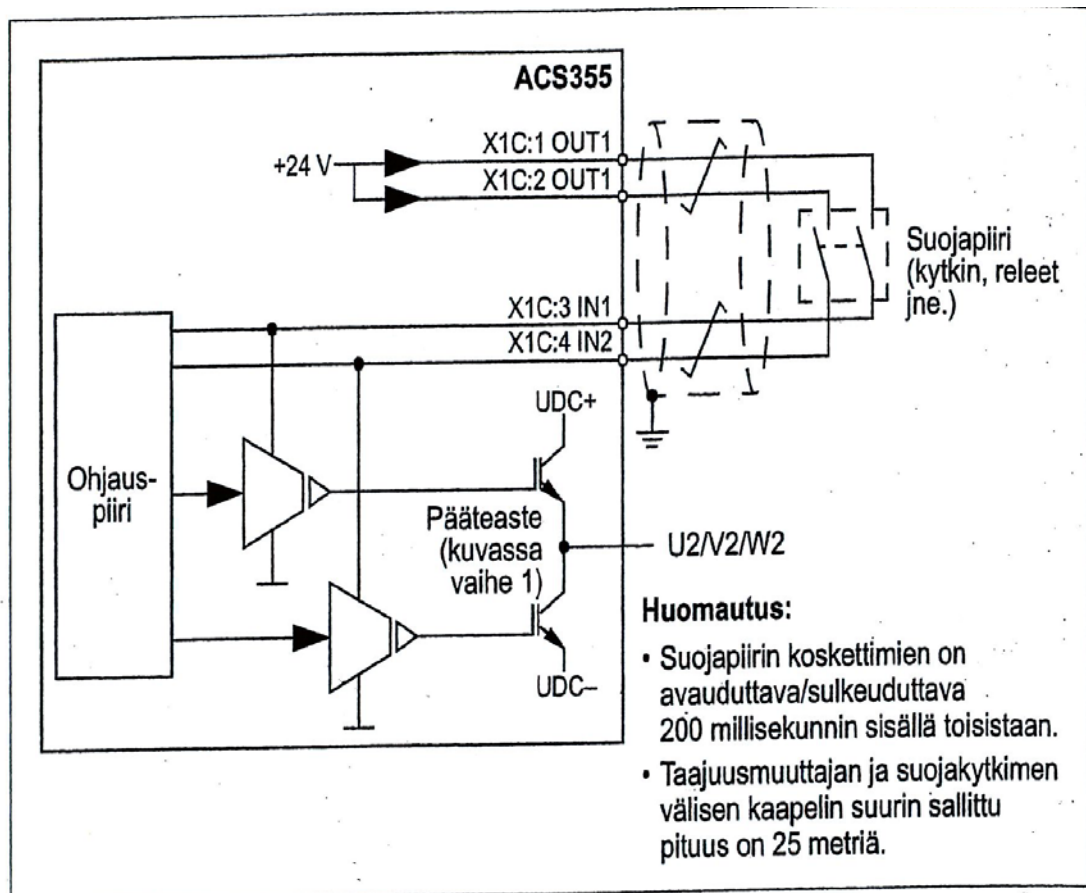 ACS355
X1C:1 OUT1
+24 V
X1C:2 OUT1
Suojapiiri
(kytkin, releet
jne.)
X1C:3 IN1
X1C:4 IN2
UDC+
Ohjaus-
piiri
Pääteaste
(kuvassa
vaihe 1)
U2/V2/W2
UDC–
Huomautus:
• Suojapiirin koskettimien on
avauduttava/sulkeuduttava
200 millisekunnin sisällä toisistaan.
• Taajuusmuuttajan ja suojakytkimen
välisen kaapelin suurin sallittu
pituus on 25 metriä.